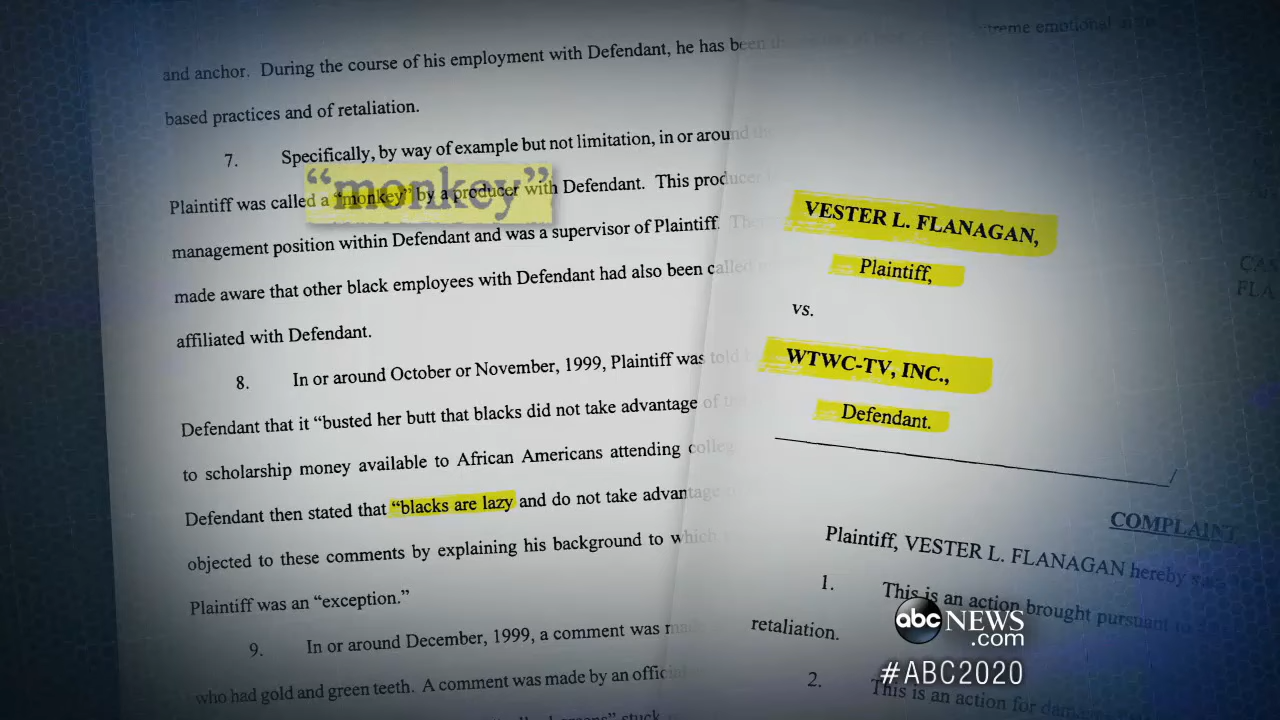 and anchor. During the course of his employment with Defendant, he has been
based practices and of retaliation.
7. Specifically, by way of example but not limitation, in or around the
"monkey"
Plaintiff was called a "monkey" by a producer with Defendant. This producer
management position within Defendant and was a supervisor of Plaintiff.
made aware that other black employees with Defendant had also been called
affiliated with Defendant.
8. In or around October or November, 1999, Plaintiff was told
Defendant that it "busted her butt that blacks did not take advantage of
to scholarship money available to African Americans attending
Defendant then stated that "blacks are lazy and do not take advantage
objected to these comments by explaining his background to which
Plaintiff was an "exception."
9. In or around December, 1999, a comment was made
who had gold and green teeth. A comment was made by an
stuck
emotional
VESTER L. FLANAGAN,
Plaintiff,
vs.
WTWC-TV, INC.,
Defendant.
/
COMPLAINT
Plaintiff, VESTER L. FLANAGAN hereby
1. This is an action brought pursuant to
retaliation.
2. This is an action for
abc NEWS
.com
#ABC2020